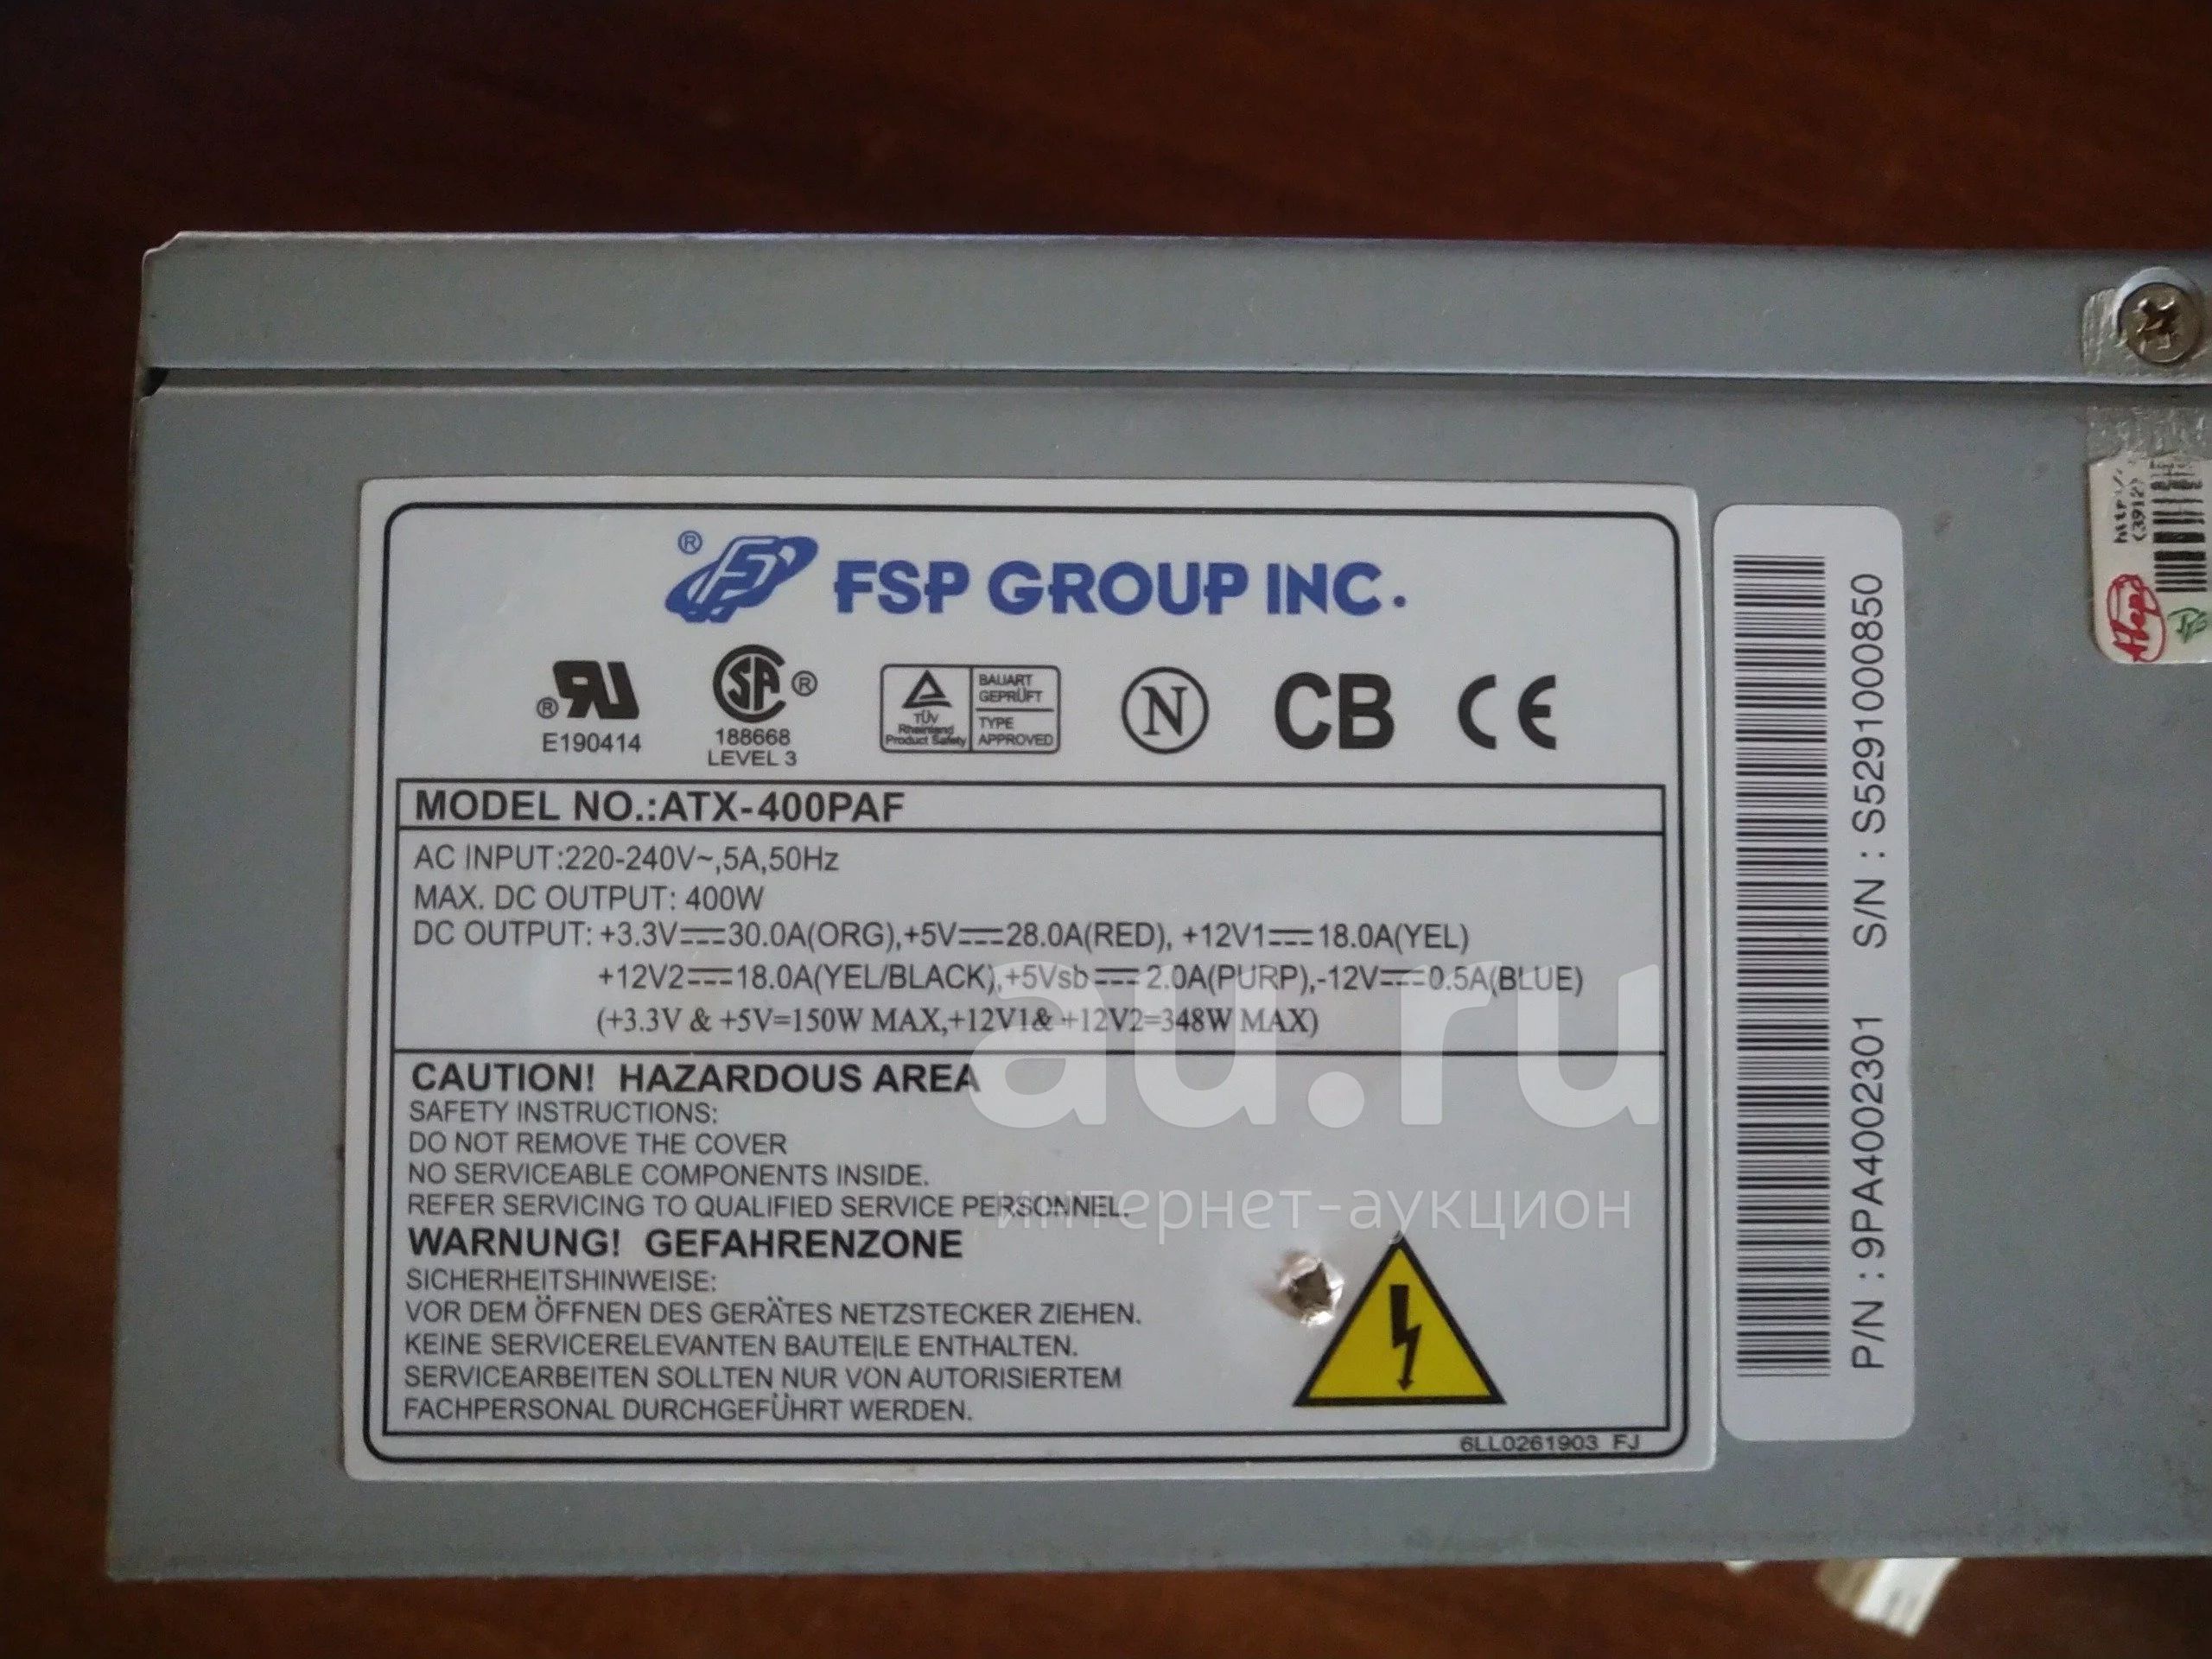 ® FSP GROUP INC.
® RU
E190414
SA ®
188668
LEVEL 3
TÜV
Rheinland
Product Safety
BAUART
GEPRÜFT
TYPE
APPROVED
N
CB
CE
MODEL NO.:ATX-400PAF
AC INPUT:220-240V~,5A,50Hz
MAX. DC OUTPUT: 400W
DC OUTPUT: +3.3V⎓30.0A(ORG),+5V⎓28.0A(RED), +12V1⎓18.0A(YEL)
+12V2⎓18.0A(YEL/BLACK),+5Vsb⎓2.0A(PURP),-12V⎓0.5A(BLUE)
(+3.3V & +5V=150W MAX,+12V1& +12V2=348W MAX)
CAUTION! HAZARDOUS AREA
SAFETY INSTRUCTIONS:
DO NOT REMOVE THE COVER
NO SERVICEABLE COMPONENTS INSIDE.
REFER SERVICING TO QUALIFIED SERVICE PERSONNEL.
WARNUNG! GEFAHRENZONE
SICHERHEITSHINWEISE:
VOR DEM ÖFFNEN DES GERÄTES NETZSTECKER ZIEHEN.
KEINE SERVICERELEVANTEN BAUTEILE ENTHALTEN.
SERVICEARBEITEN SOLLTEN NUR VON AUTORISIERTEM
FACHPERSONAL DURCHGEFÜHRT WERDEN.
6LL0261903 FJ
P/N : 9PA4002301 S/N : S5291000850
http:/
(3912)
au.ru
интернет-аукцион